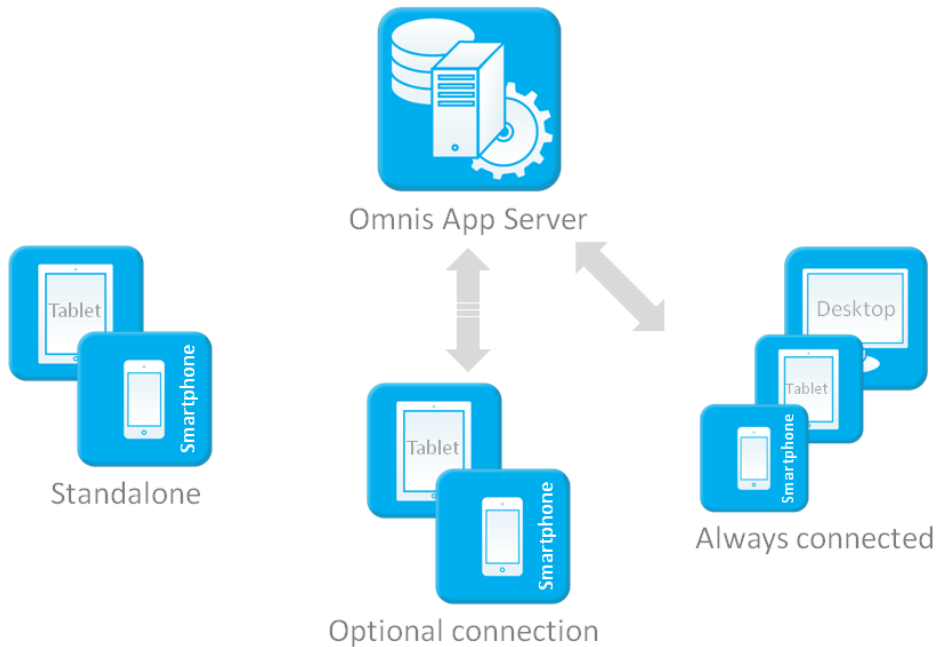 Omnis App Server
Tablet
Smartphone
Standalone
Tablet
Smartphone
Optional connection
Desktop
Tablet
Smartphone
Always connected